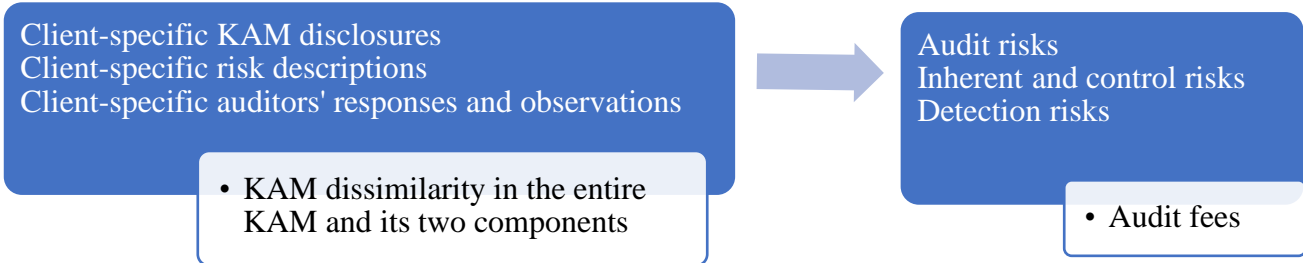 Client-specific KAM disclosures
Client-specific risk descriptions
Client-specific auditors' responses and observations
• KAM dissimilarity in the entire
KAM and its two components
Audit risks
Inherent and control risks
Detection risks
• Audit fees